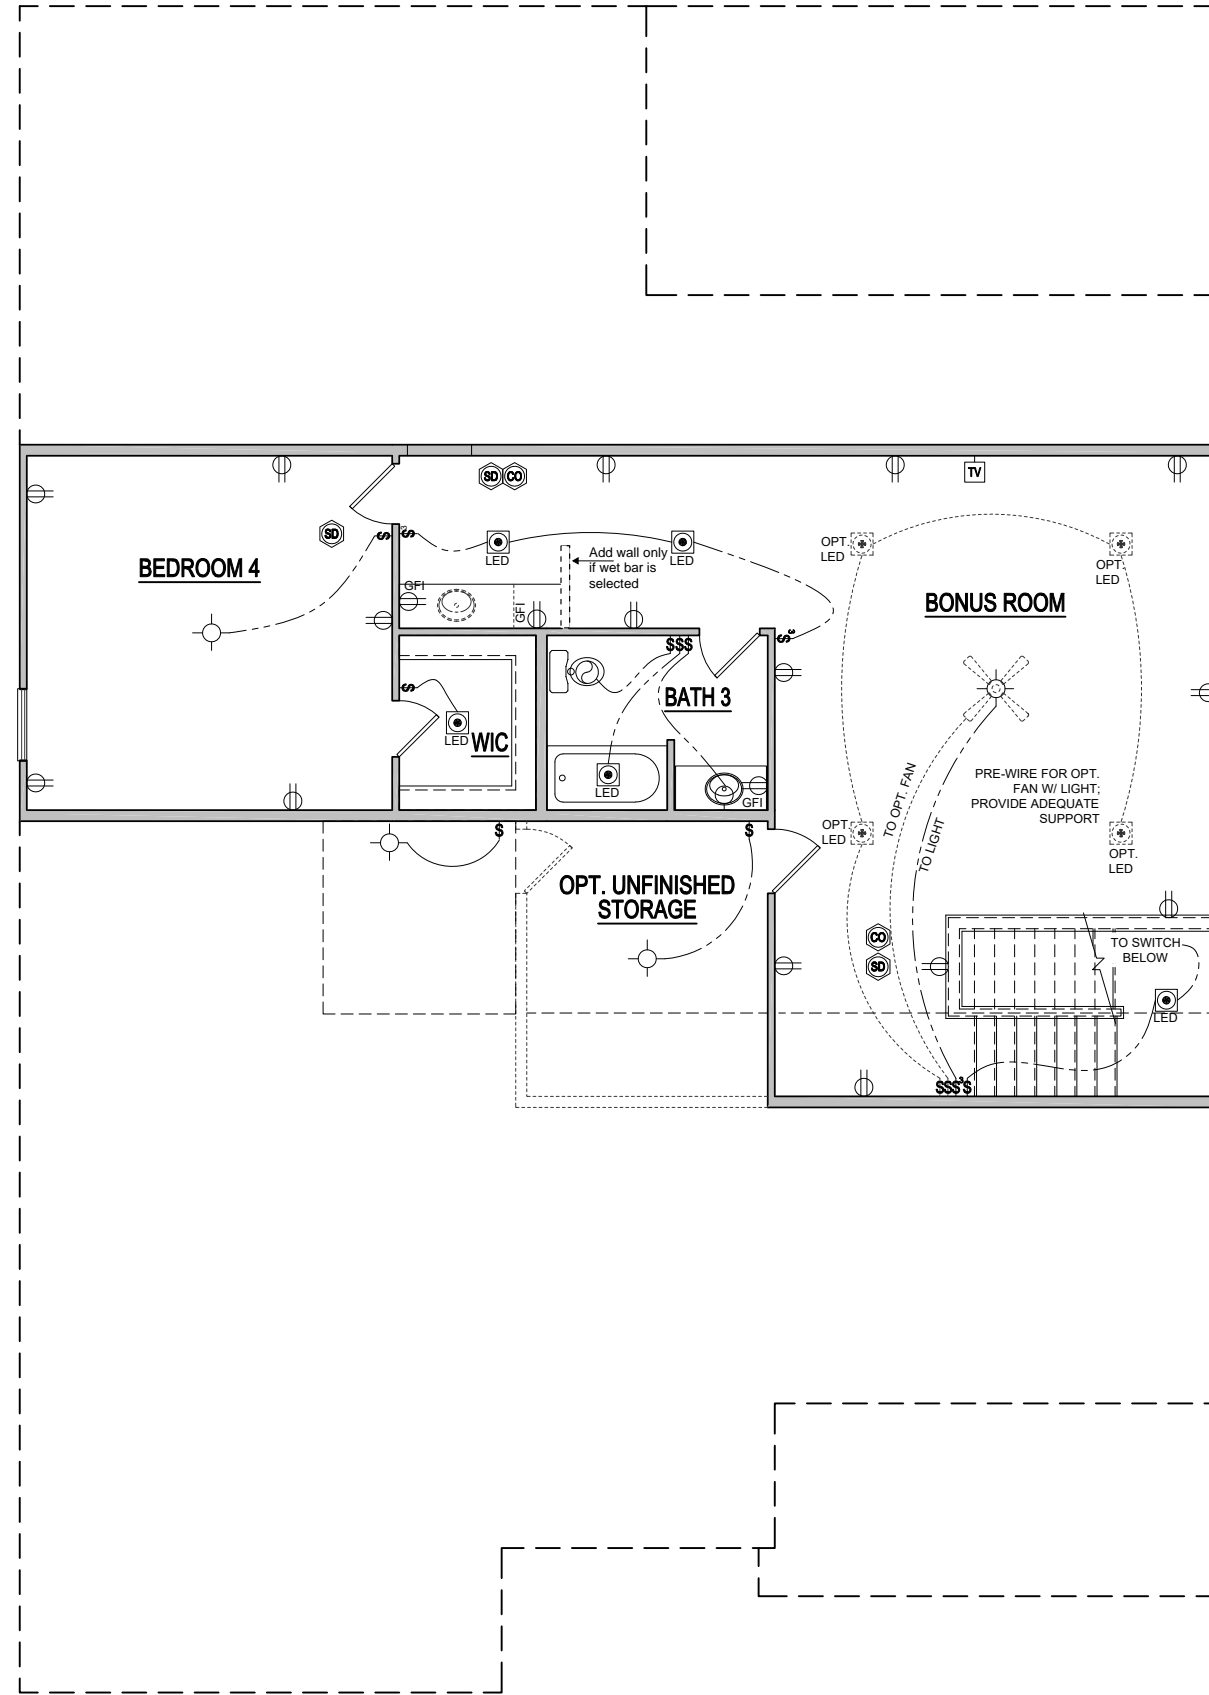 SD CO
TV
$
$3
SD
BEDROOM 4
LED
LED
Add wall only
if wet bar is
selected
GFI
GFI
OPT.
LED
OPT.
LED
BONUS ROOM
$3
$$$
BATH 3
$
LED
WIC
LED
GFI
PRE-WIRE FOR OPT.
FAN W/ LIGHT;
PROVIDE ADEQUATE
SUPPORT
TO OPT. FAN
TO LIGHT
OPT.
LED
OPT.
LED
$
$
OPT. UNFINISHED
STORAGE
CO
SD
TO SWITCH
BELOW
LED
$$$3$